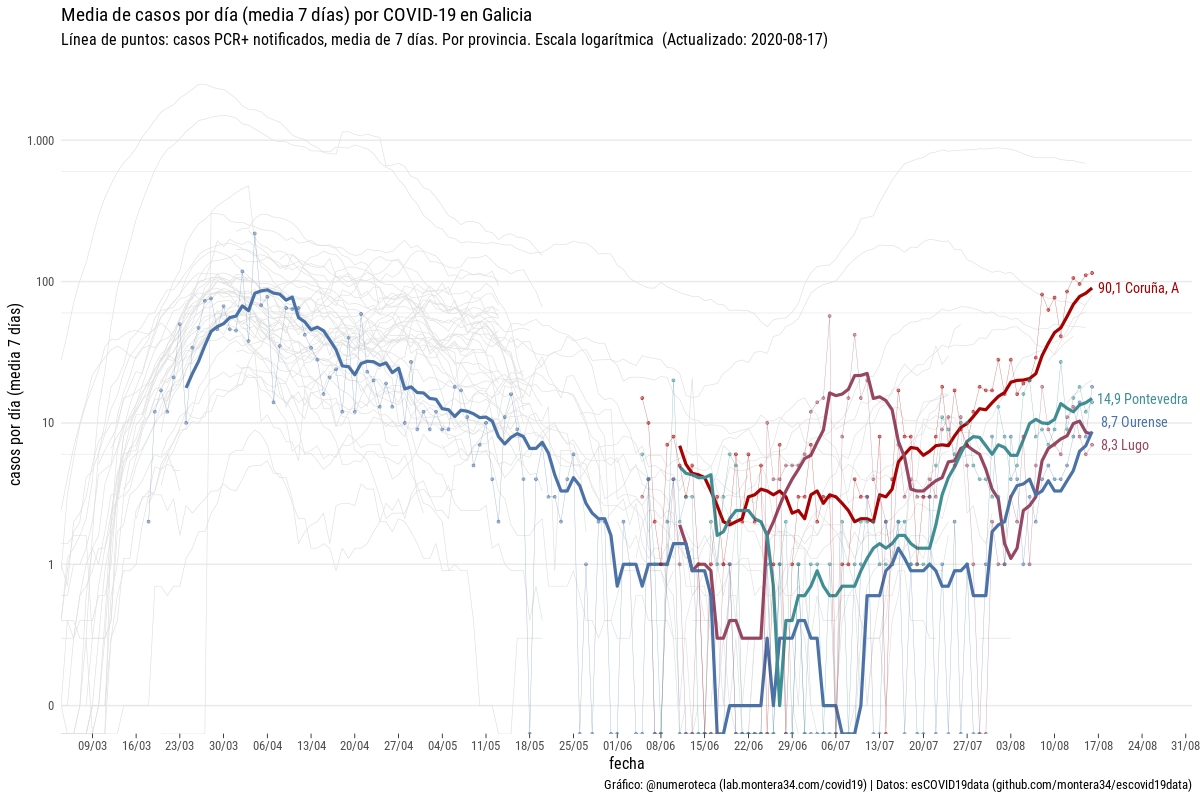 Media de casos por día (media 7 días) por COVID-19 en Galicia
Línea de puntos: casos PCR+ notificados, media de 7 días. Por provincia. Escala logarítmica (Actualizado: 2020-08-17)
casos por día (media 7 días)
1.000
100
10
1
0
90,1 Coruña, A
14,9 Pontevedra
8,7 Ourense
8,3 Lugo
09/03 16/03 23/03 30/03 06/04 13/04 20/04 27/04 04/05 11/05 18/05 25/05 01/06 08/06 15/06 22/06 29/06 06/07 13/07 20/07 27/07 03/08 10/08 17/08 24/08 31/08
fecha
Gráfico: @numeroteca (lab.montera34.com/covid19) | Datos: esCOVID19data (github.com/montera34/escovid19data)